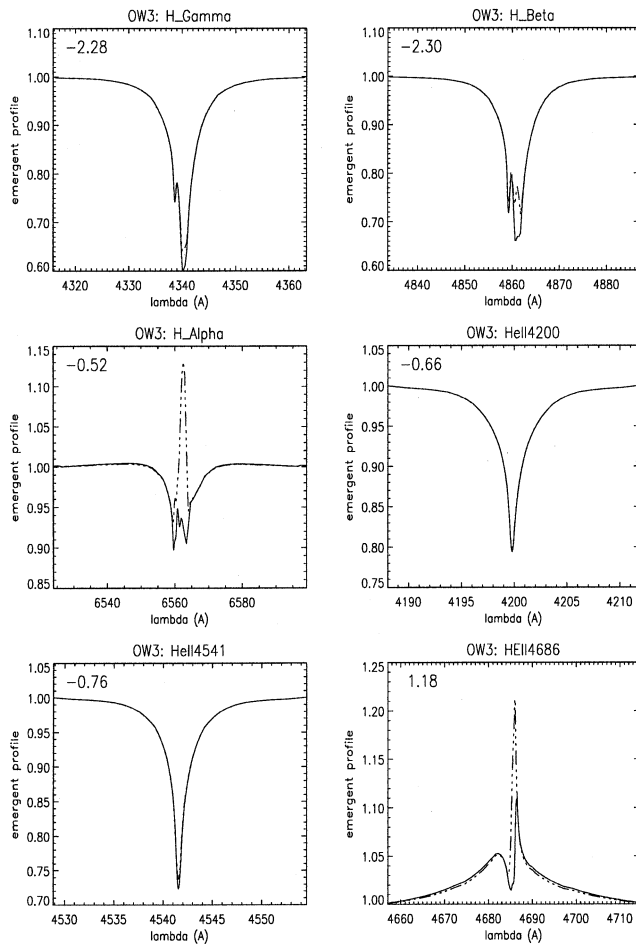 OW3: H_Gamma
OW3: H_Beta
1.10
1.00
0.90
0.80
0.70
0.60
emergent profile
-2.28
4320 4330 4340 4350 4360
lambda (A)
1.10
1.00
0.90
0.80
0.70
0.60
emergent profile
-2.30
4840 4850 4860 4870 4880
lambda (A)
OW3: H_Alpha
OW3: HeII4200
1.15
1.10
1.05
1.00
0.95
0.90
0.85
emergent profile
-0.52
6540 6560 6580
lambda (A)
1.05
1.00
0.95
0.90
0.85
0.80
0.75
emergent profile
-0.66
4190 4195 4200 4205 4210
lambda (A)
OW3: HeII4541
OW3: HEII4686
1.05
1.00
0.95
0.90
0.85
0.80
0.75
0.70
emergent profile
-0.76
4530 4535 4540 4545 4550
lambda (A)
1.25
1.20
1.15
1.10
1.05
1.00
emergent profile
1.18
4660 4670 4680 4690 4700 4710
lambda (A)